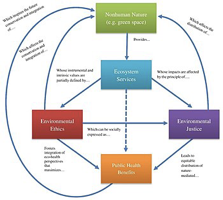 Which inspires the future
conservation and integration
of....
Which affects the
conservation and
integration of....
Nonhuman Nature
(e.g. green space)
Which affects the
distribution of....
Provides....
Whose instrumental and
intrinsic values are
partially defined by....
Ecosystem
Services
Whose impacts are affected
by the principle of....
Environmental
Ethics
Which can be socially
expressed as....
Environmental
Justice
Fosters
integration of
eco-health
perspectives that
maximizes....
Public Health
Benefits
Leads to
equitable
distribution of
nature-
mediated....